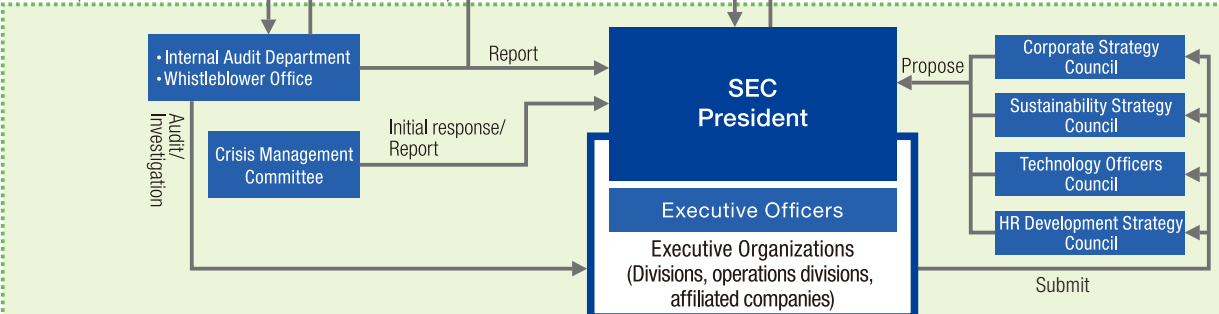 • Internal Audit Department
• Whistleblower Office
Report
SEC
President
Propose
Corporate Strategy
Council
Sustainability Strategy
Council
Technology Officers
Council
HR Development Strategy
Council
Audit/
Investigation
Crisis Management
Committee
Initial response/
Report
Executive Officers
Executive Organizations
(Divisions, operations divisions,
affiliated companies)
Submit